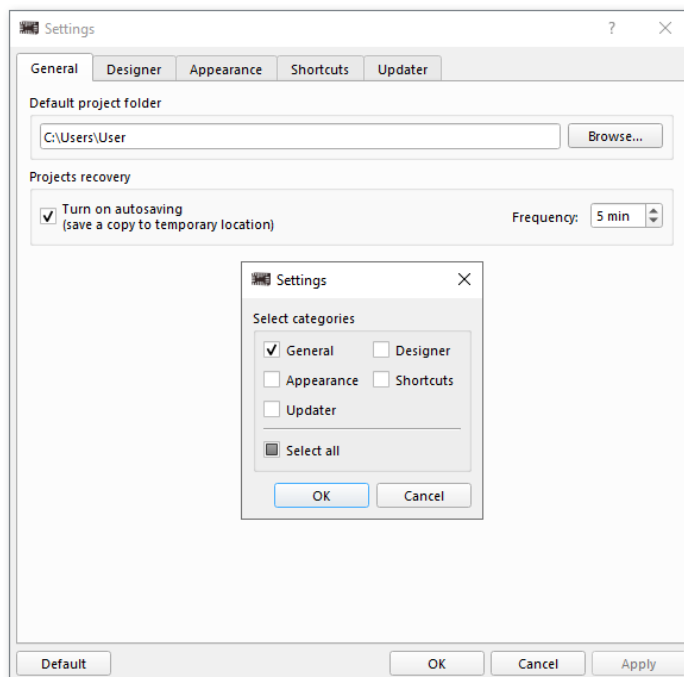 Settings
General Designer Appearance Shortcuts Updater
Default project folder
C:\Users\User Browse...
Projects recovery
Turn on autosaving
(save a copy to temporary location)
Frequency: 5 min
Settings
Select categories
General Designer
Appearance Shortcuts
Updater
Select all
OK Cancel
Default OK Cancel Apply